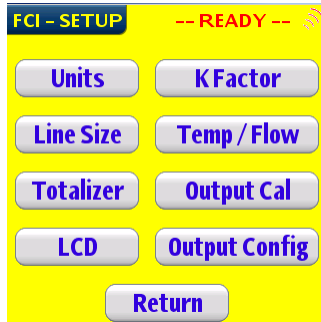 FCI - SETUP -- READY --
Units K Factor
Line Size Temp / Flow
Totalizer Output Cal
LCD Output Config
Return